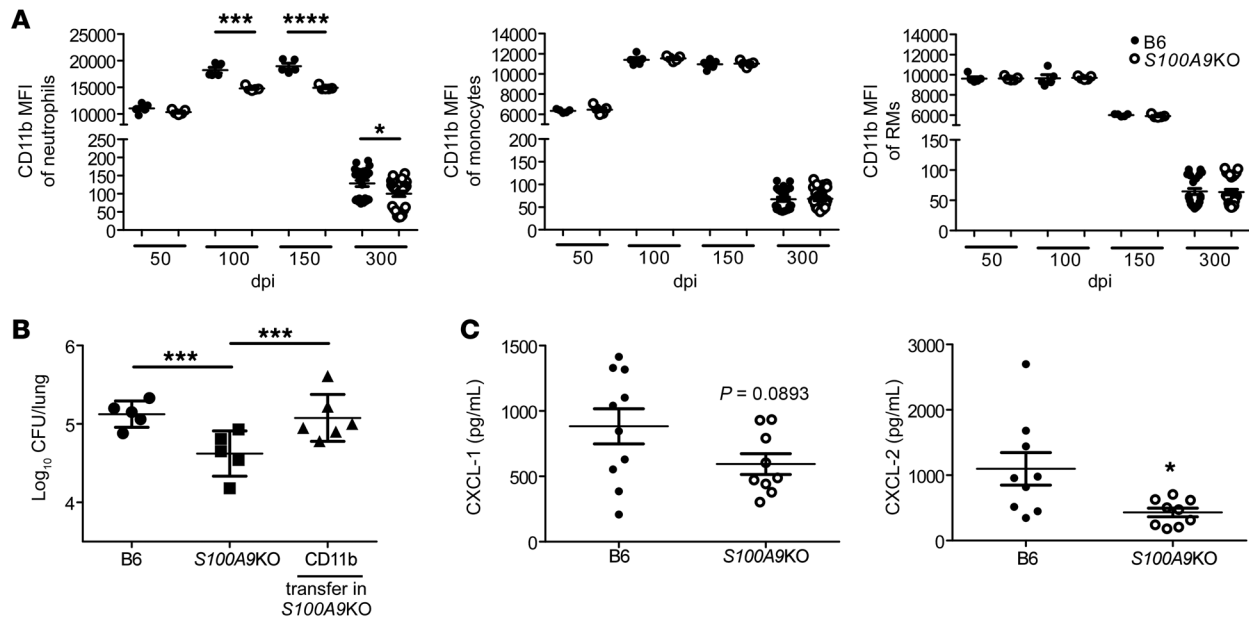 A
CD11b MFI
of neutrophils
25000
20000
15000
10000
250
200
150
100
50
0
***
****
*
50 100 150 300
dpi
CD11b MFI
of monocytes
14000
12000
10000
8000
6000
200
150
100
50
0
50 100 150 300
dpi
CD11b MFI
of RMs
14000
12000
10000
8000
6000
150
100
50
0
B6
S100A9KO
50 100 150 300
dpi
B
Log10 CFU/lung
6
5
4
***
***
B6 S100A9KO CD11b
transfer in
S100A9KO
C
CXCL-1 (pg/mL)
1500
1000
500
0
P = 0.0893
B6 S100A9KO
CXCL-2 (pg/mL)
3000
2000
1000
0
*
B6 S100A9KO